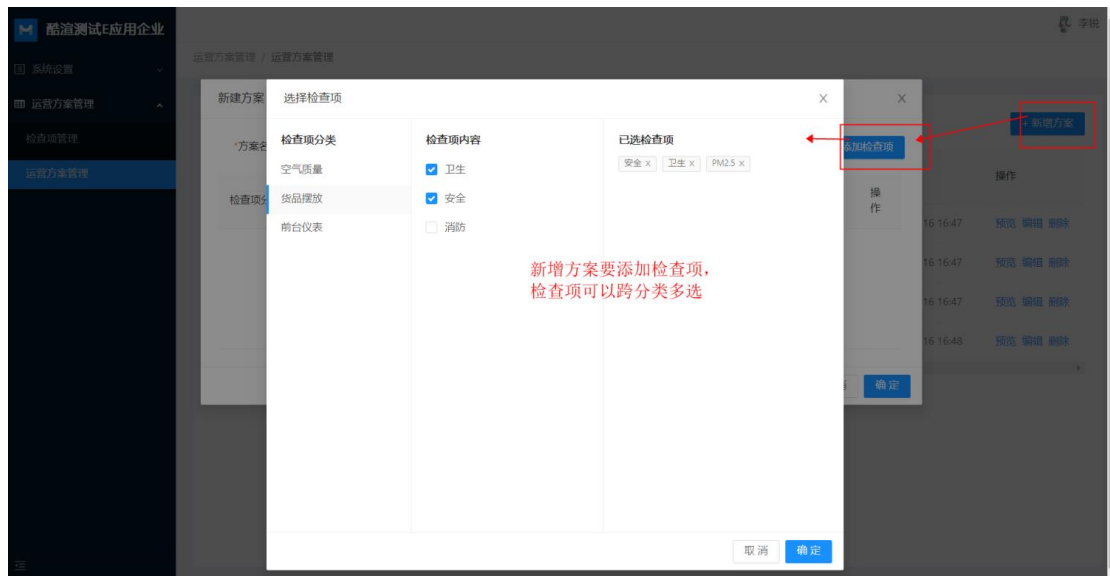 酷渲测试E应用企业
李锐
系统设置
运营方案管理
检查项管理
运营方案管理
运营方案管理 / 运营方案管理
+ 新增方案
新建方案
选择检查项
检查项分类
检查项内容
已选检查项
添加检查项
*方案名
空气质量
卫生
安全 x 卫生 x PM2.5 x
操作
检查项分
货品摆放
安全
操
作
前台仪表
消防
16 16:47 预览 编辑 删除
16 16:47 预览 编辑 删除
16 16:47 预览 编辑 删除
16 16:48 预览 编辑 删除
新增方案要添加检查项,
检查项可以跨分类多选
确 定
取 消
确 定